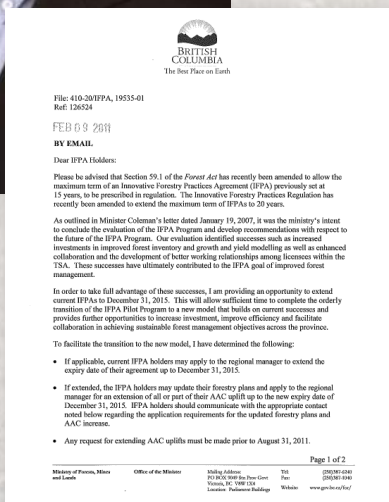 BRITISH
COLUMBIA
The Best Place on Earth
File: 410-20/IFPA, 19535-01
Ref: 126524
FEB 09 2011
BY EMAIL
Dear IFPA Holders:
Please be advised that Section 59.1 of the Forest Act has recently been amended to allow the
maximum term of an Innovative Forestry Practices Agreement (IFPA) previously set at
15 years, to be prescribed in regulation. The Innovative Forestry Practices Regulation has
recently been amended to extend the maximum term of IFPAs to 20 years.
As outlined in Minister Coleman's letter dated January 19, 2007, it was the ministry's intent
to conclude the evaluation of the IFPA Program and develop recommendations with respect to
the future of the IFPA Program. Our evaluation identified successes such as increased
investments in improved forest inventory and growth and yield modelling as well as enhanced
collaboration and the development of better working relationships among licensees within the
TSA. These successes have ultimately contributed to the IFPA goal of improved forest
management.
In order to take full advantage of these successes, I am providing an opportunity to extend
current IFPAs to December 31, 2015. This will allow sufficient time to complete the orderly
transition of the IFPA Pilot Program to a new model that builds on current successes and
provides further opportunities to increase investment, improve efficiency and facilitate
collaboration in achieving sustainable forest management objectives across the province.
To facilitate the transition to the new model, I have determined the following:
• If applicable, current IFPA holders may apply to the regional manager to extend the
expiry date of their agreement up to December 31, 2015.
• If extended, the IFPA holders may update their forestry plans and apply to the regional
manager for an extension of all or part of their AAC uplift up to the new expiry date of
December 31, 2015. IFPA holders should communicate with the appropriate contact
noted below regarding the application requirements for the updated forestry plans and
AAC increase.
• Any request for extending AAC uplifts must be made prior to August 31, 2011.
Page 1 of 2
Ministry of Forests, Mines
and Lands
Office of the Minister
Mailing Address:
PO BOX 9049 Stn Prov Govt
Victoria, BC V8W 9E2
Location: Parliament Buildings
Tel:
Fax:
Website: www.gov.bc.ca/for/